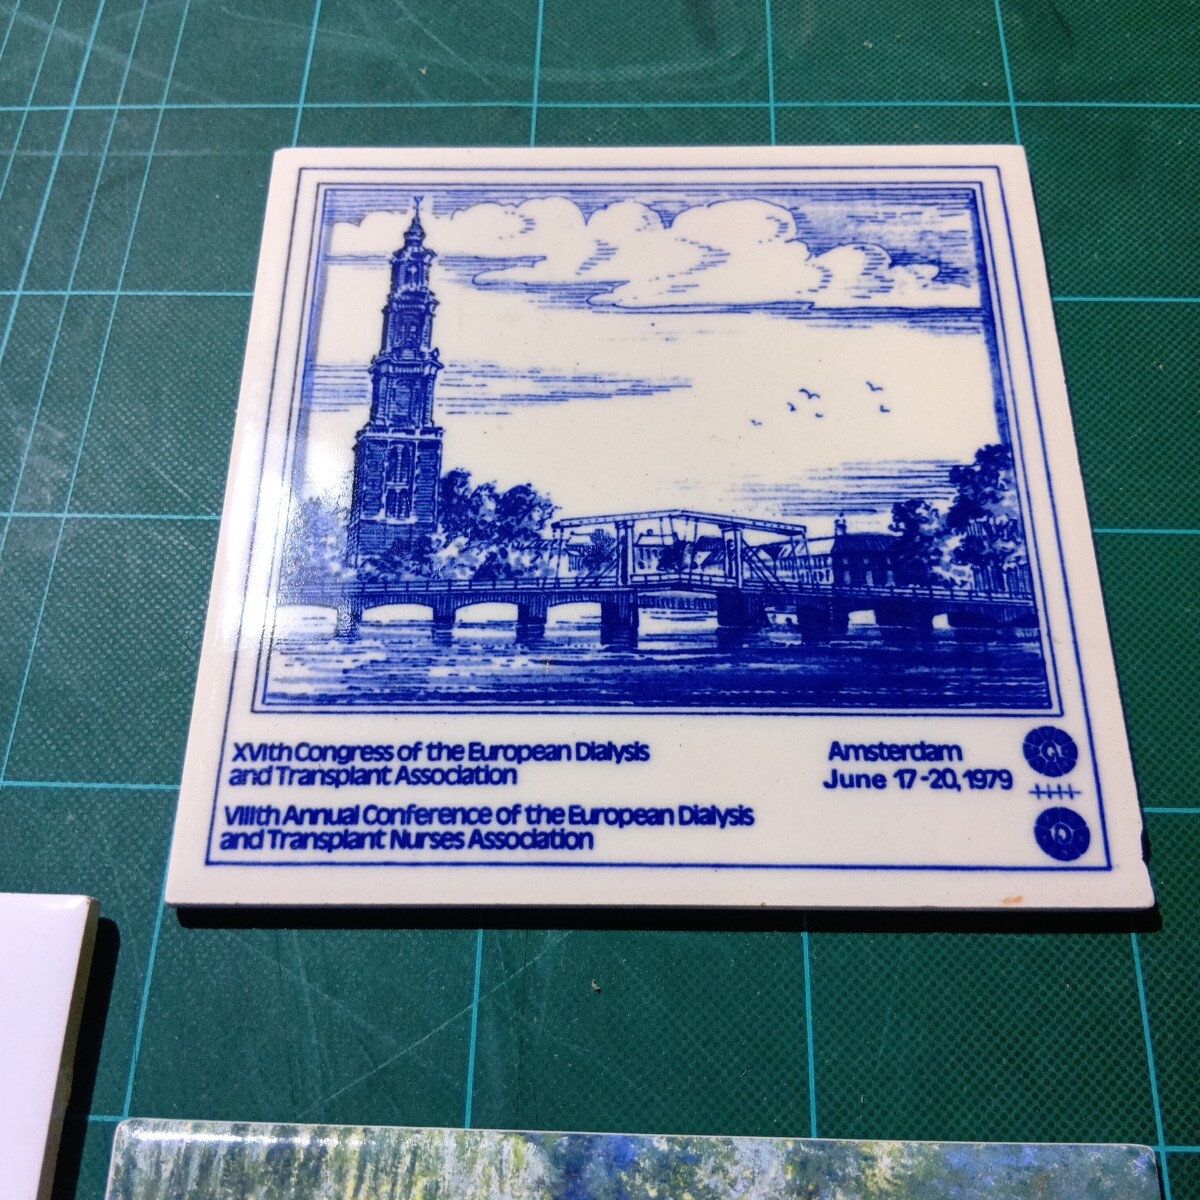 XVIth Congress of the European Dialysis
and Transplant Association
VIIIth Annual Conference of the European Dialysis
and Transplant Nurses Association
Amsterdam
June 17-20, 1979